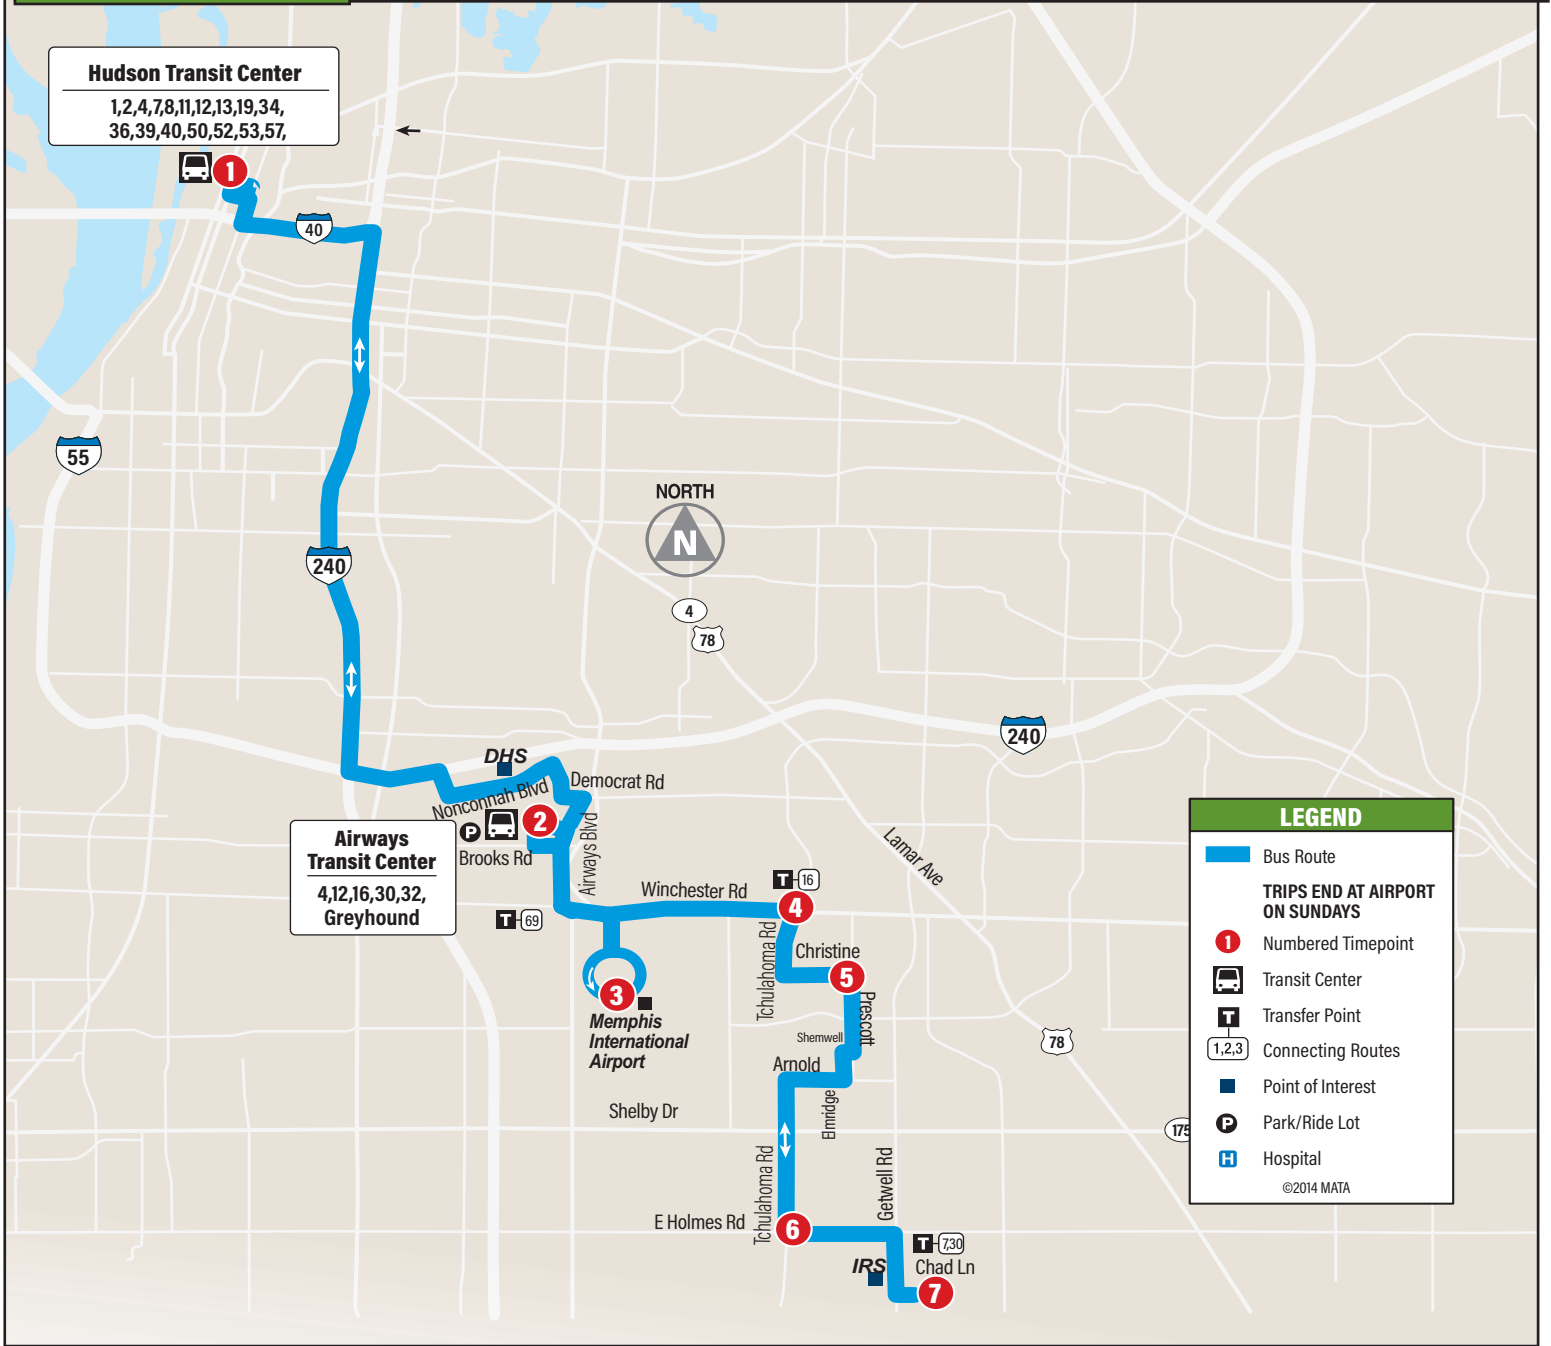 Hudson Transit Center
1,2,4,7,8,11,12,13,19,34,
36,39,40,50,52,53,57,
1
40
55
240
NORTH
N
4
78
240
DHS
Democrat Rd
Nonconnah Blvd
P
2
Airways Blvd
Brooks Rd
Airways
Transit Center
4,12,16,30,32,
Greyhound
Lamar Ave
T
16
Winchester Rd
4
T
69
Tchulahoma Rd
Christine
5
3
Prescott
Memphis
International
Airport
Shemwell
Arnold
78
Elmridge
Shelby Dr
175
Tchulahoma Rd
Getwell Rd
E Holmes Rd
6
T
7,30
IRS
Chad Ln
7
LEGEND
Bus Route
TRIPS END AT AIRPORT
ON SUNDAYS
1
Numbered Timepoint
Transit Center
T
Transfer Point
1,2,3
Connecting Routes
Point of Interest
P
Park/Ride Lot
H
Hospital
©2014 MATA